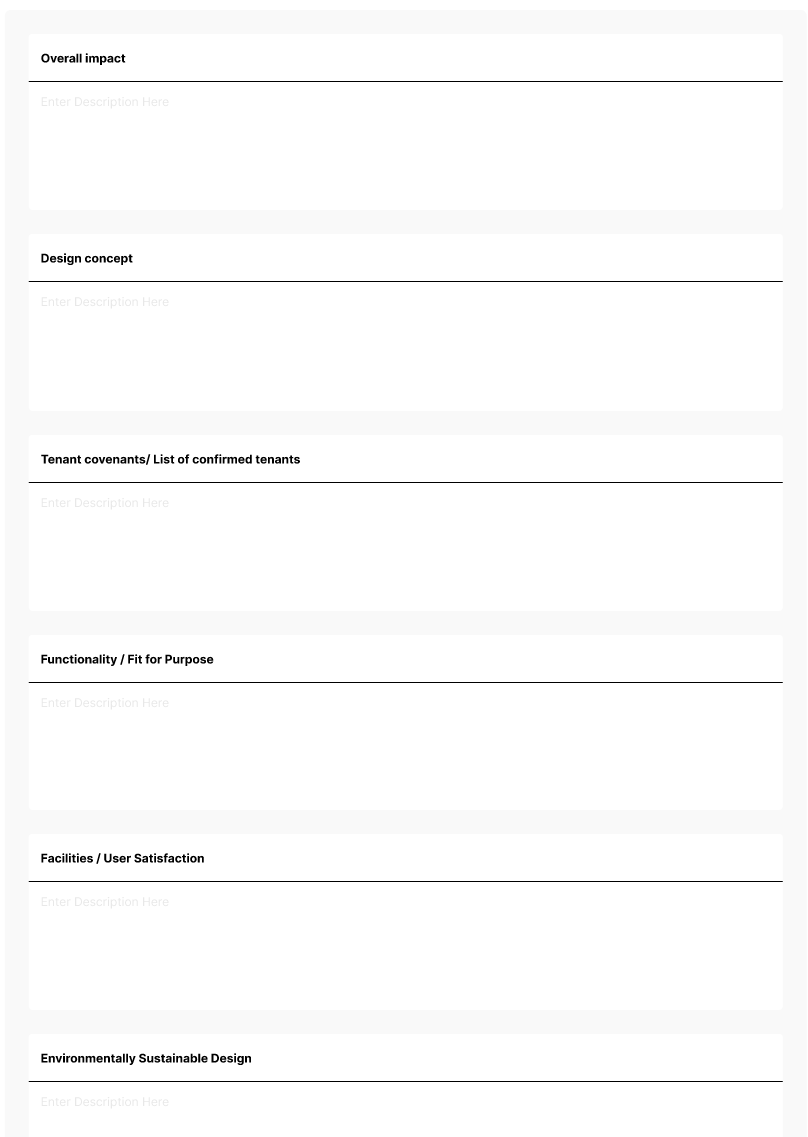 Overall impact
Enter Description Here
Design concept
Enter Description Here
Tenant covenants/ List of confirmed tenants
Enter Description Here
Functionality / Fit for Purpose
Enter Description Here
Facilities / User Satisfaction
Enter Description Here
Environmentally Sustainable Design
Enter Description Here